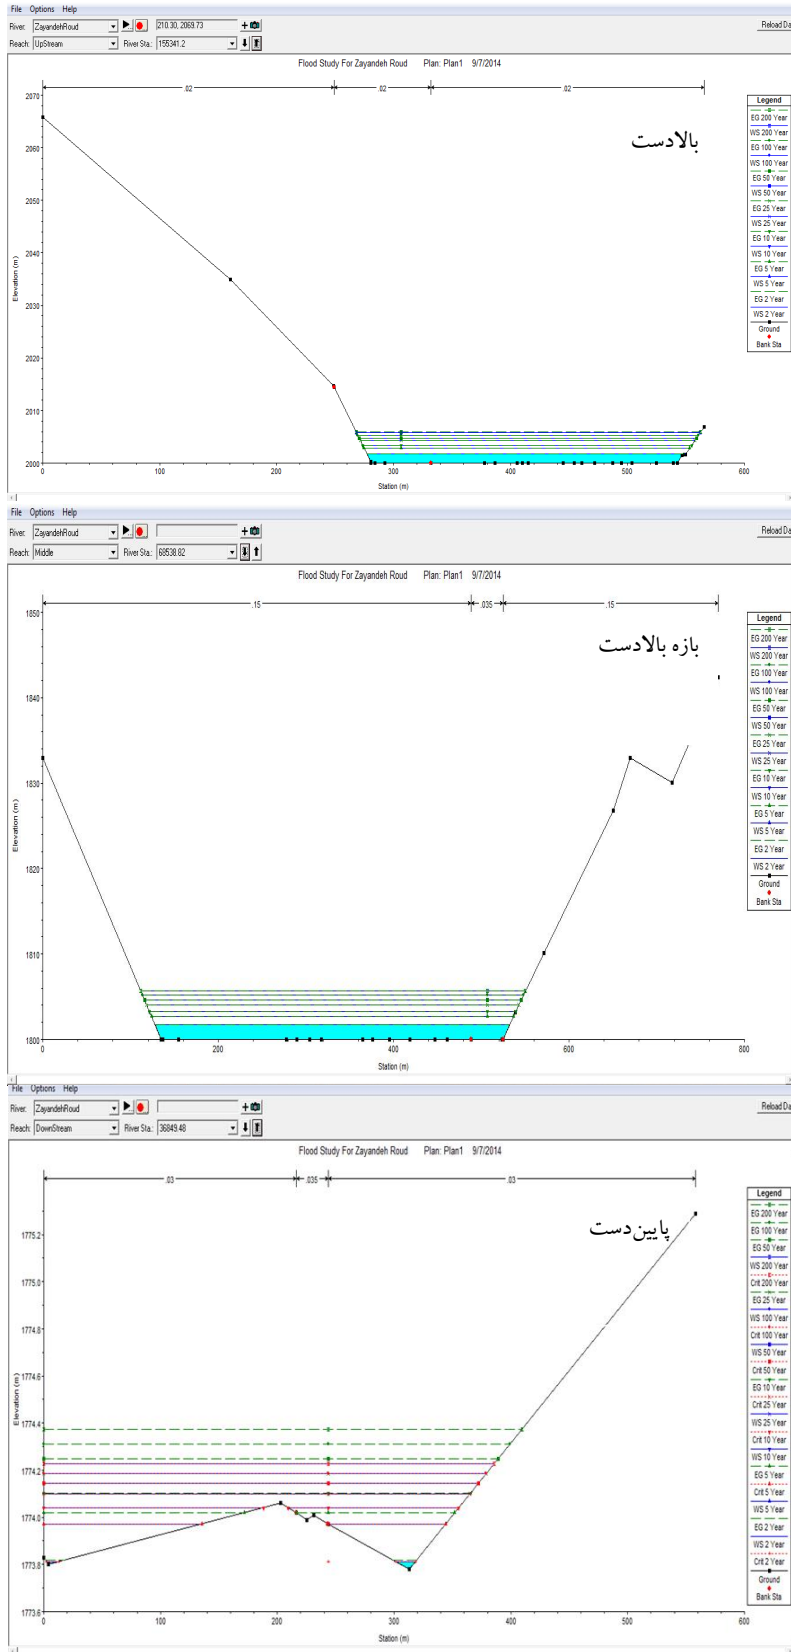 File Options Help
River: ZayandehRoud 210.30, 2069.73 Reload Da
Reach: UpStream River Sta.: 155341.2
Flood Study For Zayandeh Roud Plan: Plan1 9/7/2014
.02 .02 .02
بالادست
Legend
EG 200 Year
WS 200 Year
EG 100 Year
WS 100 Year
EG 50 Year
WS 50 Year
EG 25 Year
WS 25 Year
EG 10 Year
WS 10 Year
EG 5 Year
WS 5 Year
EG 2 Year
WS 2 Year
Ground
Bank Sta
Elevation (m)
2070
2060
2050
2040
2030
2020
2010
2000
0 100 200 300 400 500 600
Station (m)
File Options Help
River: ZayandehRoud Reload Da
Reach: Middle River Sta.: 68538.82
Flood Study For Zayandeh Roud Plan: Plan1 9/7/2014
.15 .035 .15
بازه بالادست
Legend
EG 200 Year
WS 200 Year
EG 100 Year
WS 100 Year
EG 50 Year
WS 50 Year
EG 25 Year
WS 25 Year
EG 10 Year
WS 10 Year
EG 5 Year
WS 5 Year
EG 2 Year
WS 2 Year
Ground
Bank Sta
Elevation (m)
1850
1840
1830
1820
1810
1800
0 200 400 600 800
Station (m)
File Options Help
River: ZayandehRoud Reload Da
Reach: DownStream River Sta.: 36849.48
Flood Study For Zayandeh Roud Plan: Plan1 9/7/2014
.03 .035 .03
پایین‌دست
Legend
EG 200 Year
EG 100 Year
EG 50 Year
WS 200 Year
Crit 200 Year
EG 25 Year
WS 100 Year
Crit 100 Year
WS 50 Year
Crit 50 Year
EG 10 Year
Crit 25 Year
WS 25 Year
Crit 10 Year
WS 10 Year
EG 5 Year
Crit 5 Year
WS 5 Year
EG 2 Year
WS 2 Year
Crit 2 Year
Ground
Bank Sta
Elevation (m)
1775.2
1775.0
1774.8
1774.6
1774.4
1774.2
1774.0
1773.8
1773.6
0 100 200 300 400 500 600
Station (m)